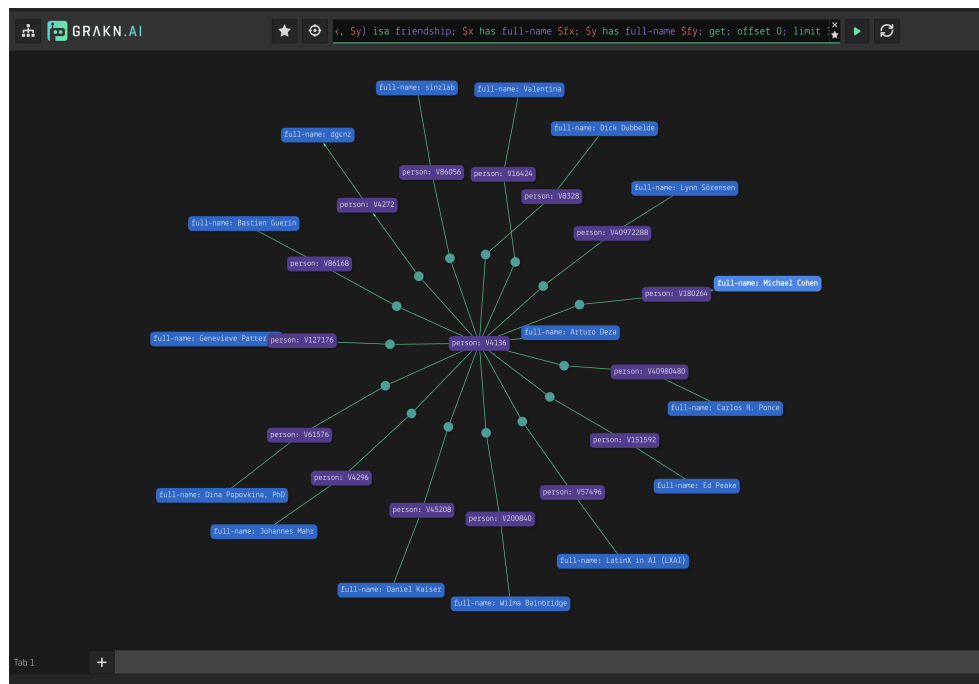 GRAKN.AI
, $y) isa friendship; $x has full-name $fx; $y has full-name $fy; get; offset 0; limit
full-name: sinzlab
full-name: Valentina
full-name: dgcnz
full-name: Dick Dubbelde
person: V86056
person: V16424
full-name: Lynn Sörensen
person: V4272
person: V8328
full-name: Bastien Guerin
person: V40972288
person: V86168
full-name: Michael Cohen
person: V180264
full-name: Arturo Deza
full-name: Genevieve
person: V127176
person: V4136
person: V40980480
full-name: Carlos R. Ponce
person: V61576
person: V151592
person: V4296
full-name: Ed Peake
full-name: Dina Popovkina, PhD
person: V57496
person: V45208
person: V200840
full-name: Johannes Mahr
full-name: LatinX in AI (LXAI)
full-name: Daniel Kaiser
full-name: Wilma Bainbridge
Tab 1